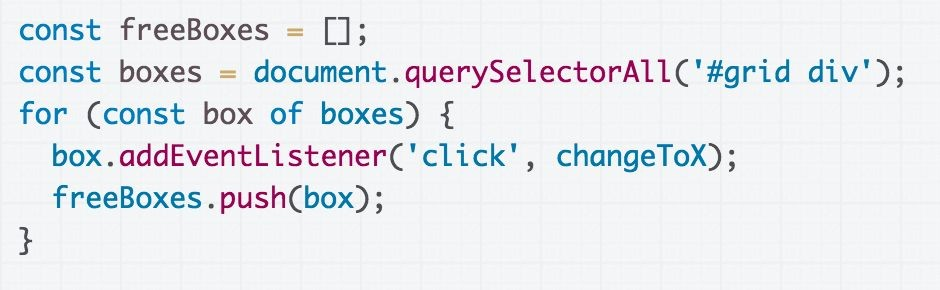 const freeBoxes = [];
const boxes = document.querySelectorAll('#grid div');
for (const box of boxes) {
  box.addEventListener('click', changeToX);
  freeBoxes.push(box);
}